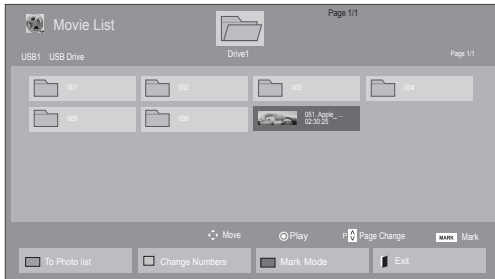 Page 1/1
Movie List
Drive1
USB1 USB Drive
Page 1/1
001 002 003 004
005 006 051. Apple_ ...
02:30:25
Move Play P Page Change MARK Mark
To Photo list Change Numbers Mark Mode Exit